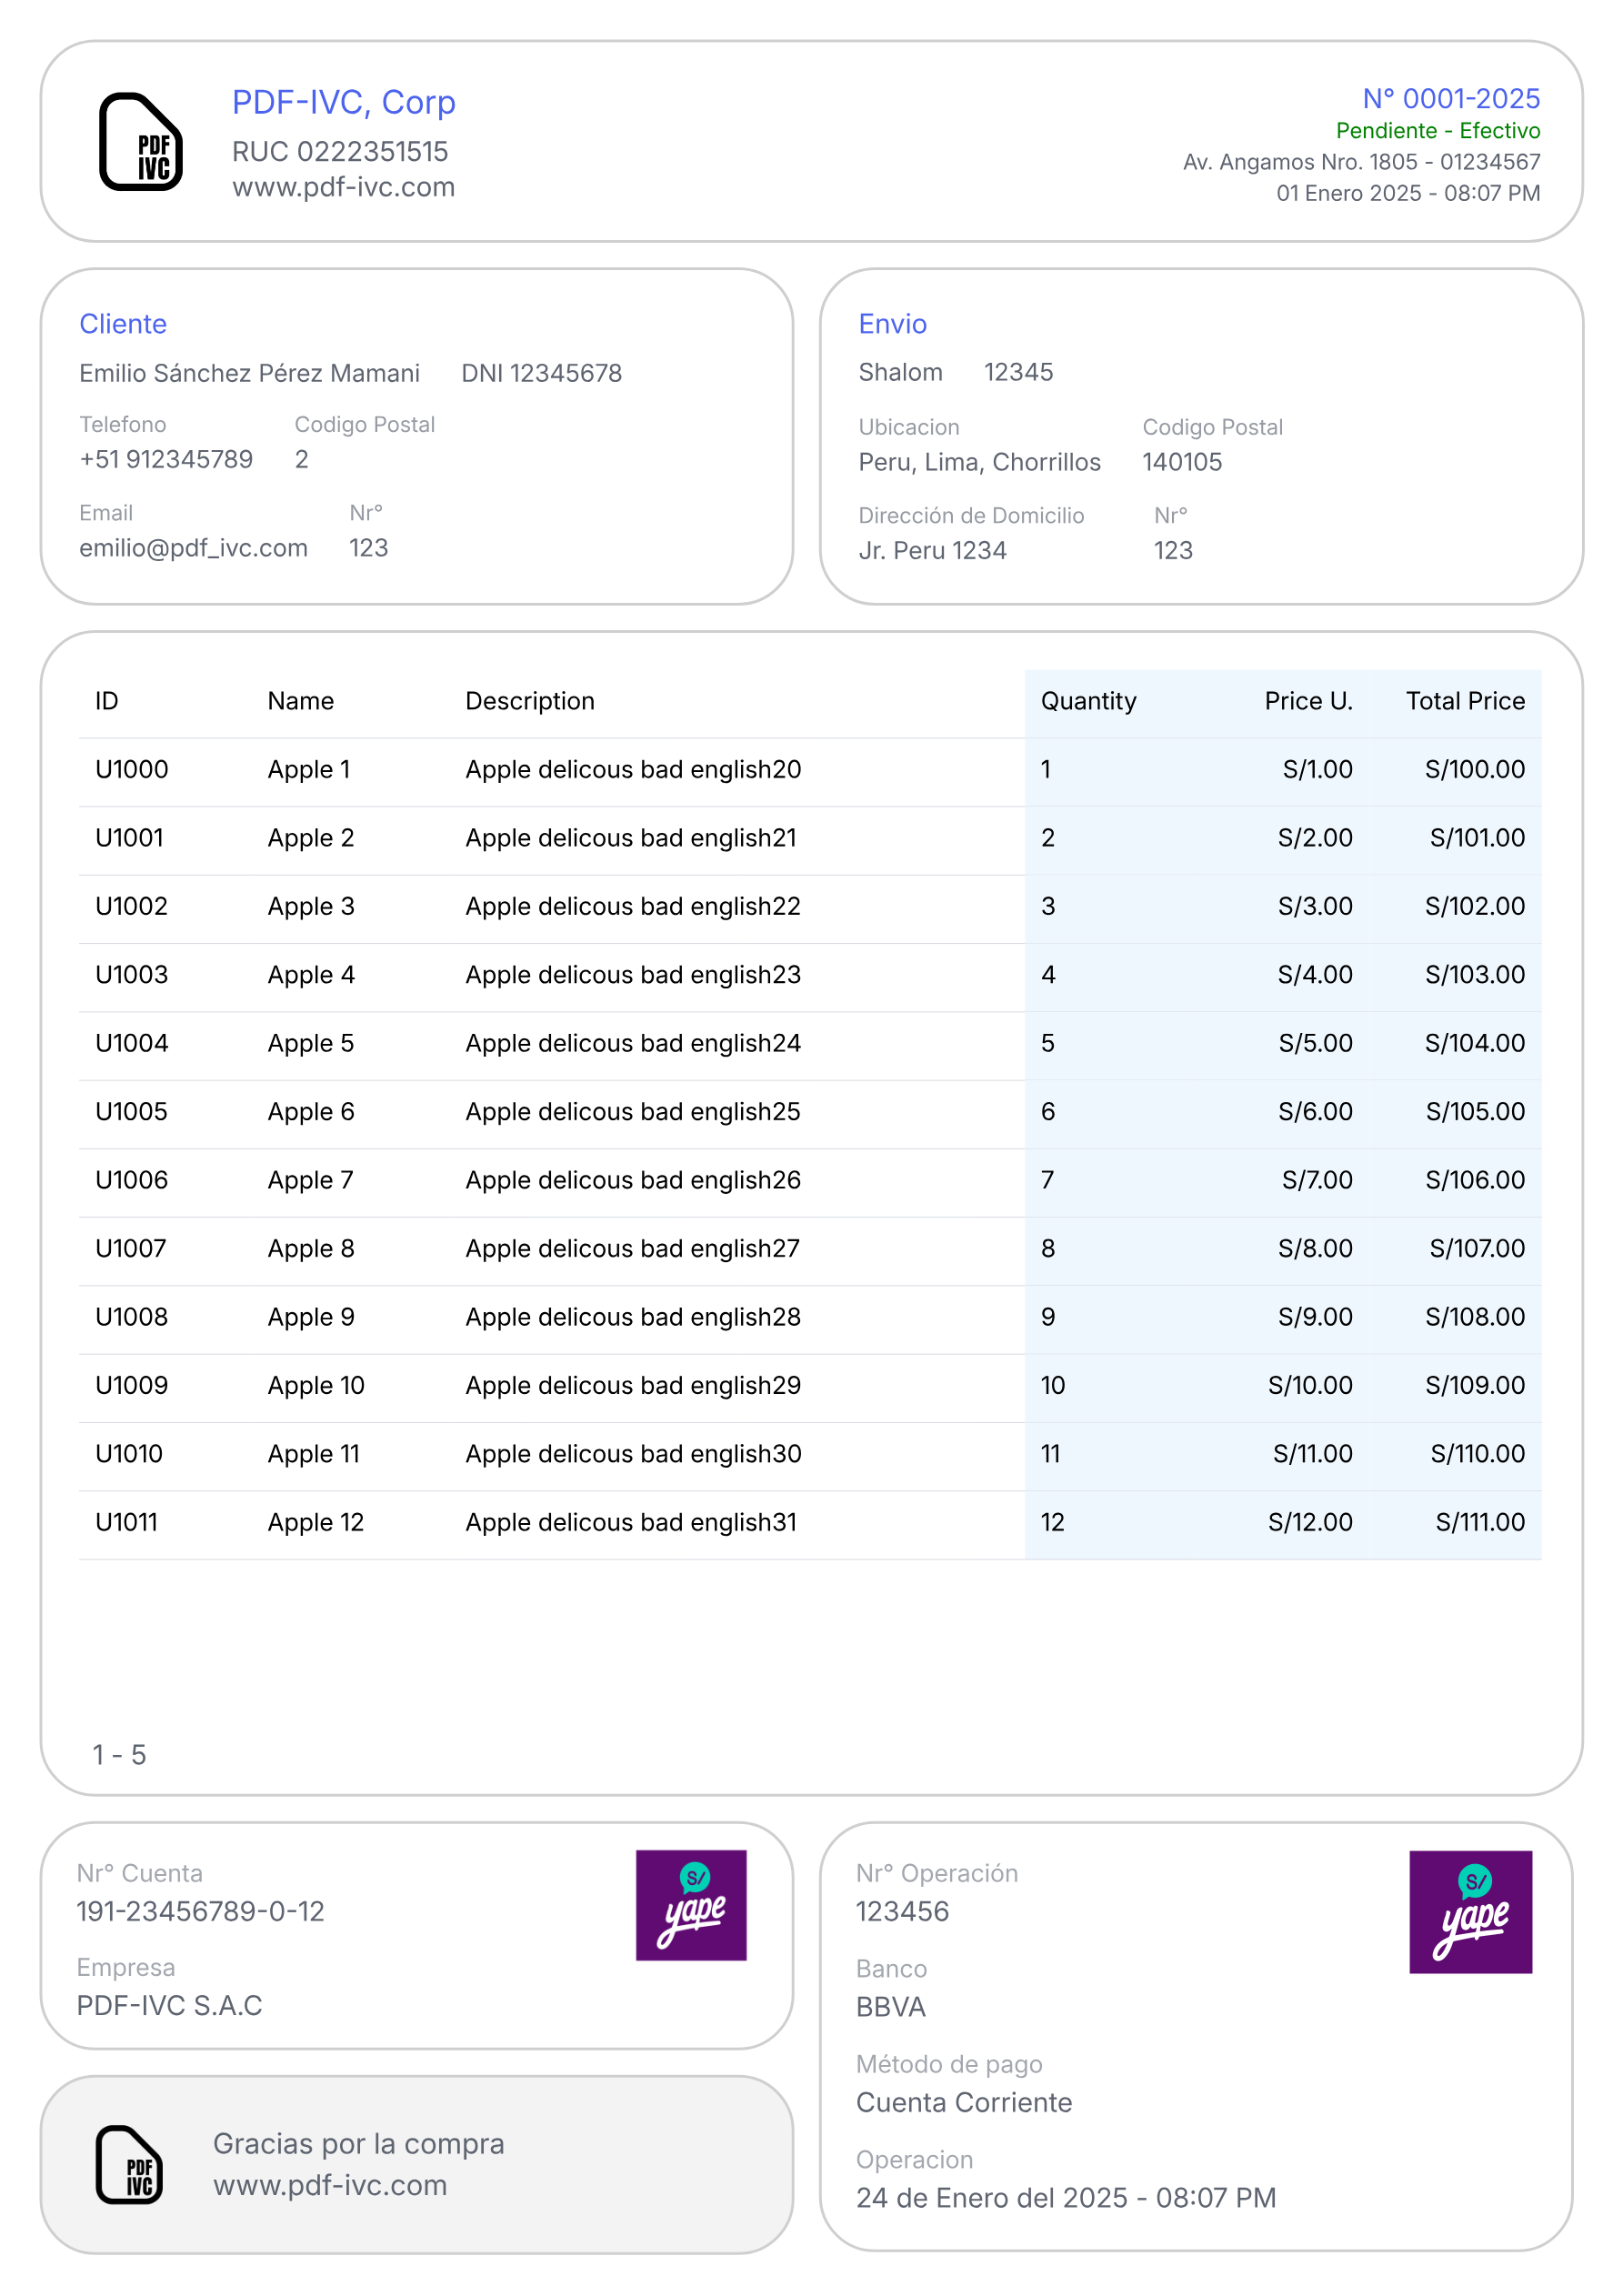 PDF
IVC
PDF-IVC, Corp
RUC 0222351515
www.pdf-ivc.com
N° 0001-2025
Pendiente - Efectivo
Av. Angamos Nro. 1805 - 01234567
01 Enero 2025 - 08:07 PM
Cliente
Emilio Sánchez Pérez Mamani DNI 12345678
Telefono Codigo Postal
+51 912345789 2
Email Nr°
emilio@pdf_ivc.com 123
Envio
Shalom 12345
Ubicacion Codigo Postal
Peru, Lima, Chorrillos 140105
Dirección de Domicilio Nr°
Jr. Peru 1234 123
ID Name Description Quantity Price U. Total Price
U1000 Apple 1 Apple delicous bad english20 1 S/1.00 S/100.00
U1001 Apple 2 Apple delicous bad english21 2 S/2.00 S/101.00
U1002 Apple 3 Apple delicous bad english22 3 S/3.00 S/102.00
U1003 Apple 4 Apple delicous bad english23 4 S/4.00 S/103.00
U1004 Apple 5 Apple delicous bad english24 5 S/5.00 S/104.00
U1005 Apple 6 Apple delicous bad english25 6 S/6.00 S/105.00
U1006 Apple 7 Apple delicous bad english26 7 S/7.00 S/106.00
U1007 Apple 8 Apple delicous bad english27 8 S/8.00 S/107.00
U1008 Apple 9 Apple delicous bad english28 9 S/9.00 S/108.00
U1009 Apple 10 Apple delicous bad english29 10 S/10.00 S/109.00
U1010 Apple 11 Apple delicous bad english30 11 S/11.00 S/110.00
U1011 Apple 12 Apple delicous bad english31 12 S/12.00 S/111.00
1 - 5
Nr° Cuenta
191-23456789-0-12
Empresa
PDF-IVC S.A.C
S/
yape
PDF
IVC
Gracias por la compra
www.pdf-ivc.com
Nr° Operación
123456
Banco
BBVA
Método de pago
Cuenta Corriente
Operacion
24 de Enero del 2025 - 08:07 PM
S/
yape